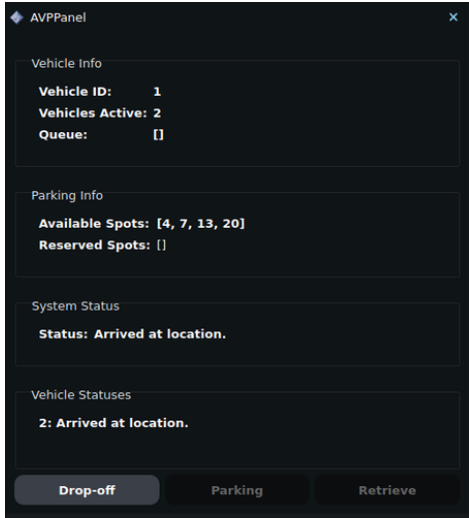 AVPPanel
Vehicle Info
Vehicle ID: 1
Vehicles Active: 2
Queue: []
Parking Info
Available Spots: [4, 7, 13, 20]
Reserved Spots: []
System Status
Status: Arrived at location.
Vehicle Statuses
2: Arrived at location.
Drop-off Parking Retrieve